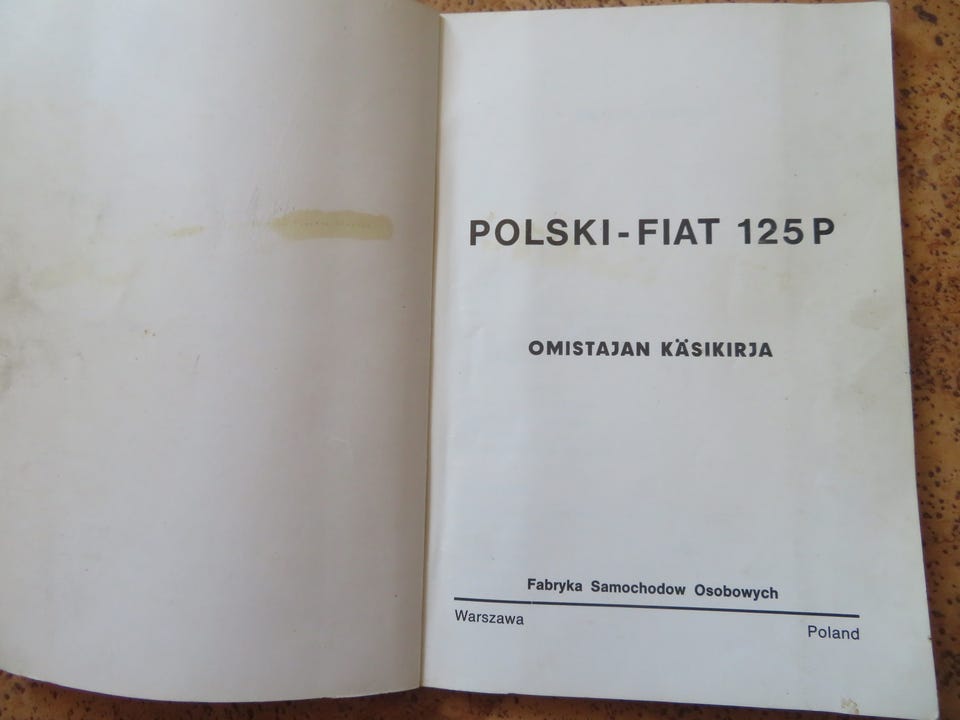 POLSKI-FIAT 125P
OMISTAJAN KÄSIKIRJA
Fabryka Samochodow Osobowych
Warszawa
Poland